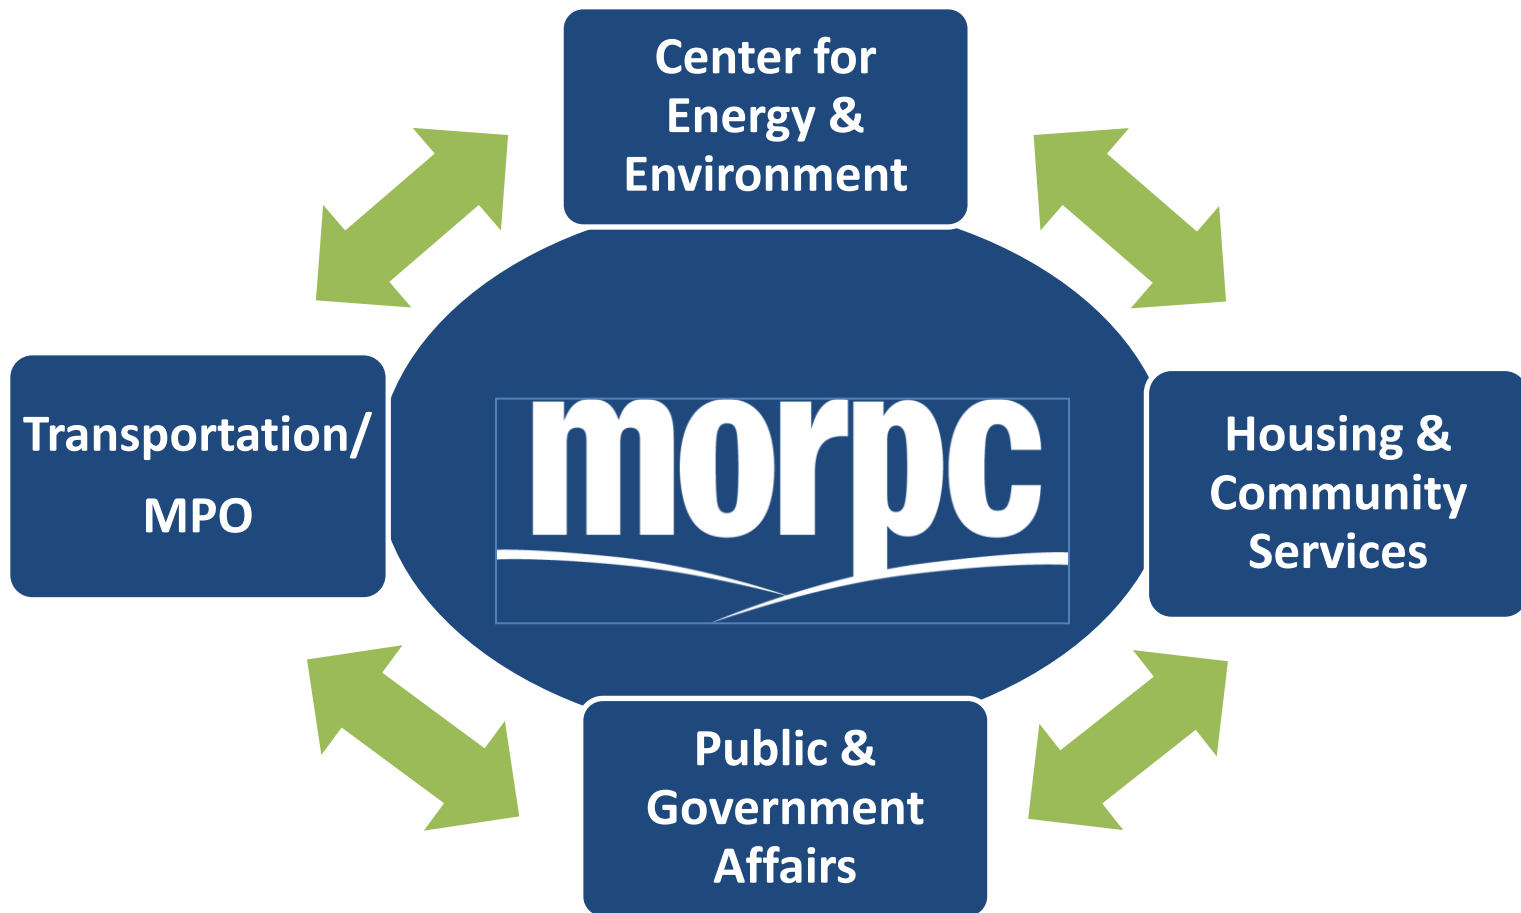 Center for
Energy &
Environment
Transportation/
MPO
morpc
Housing &
Community
Services
Public &
Government
Affairs